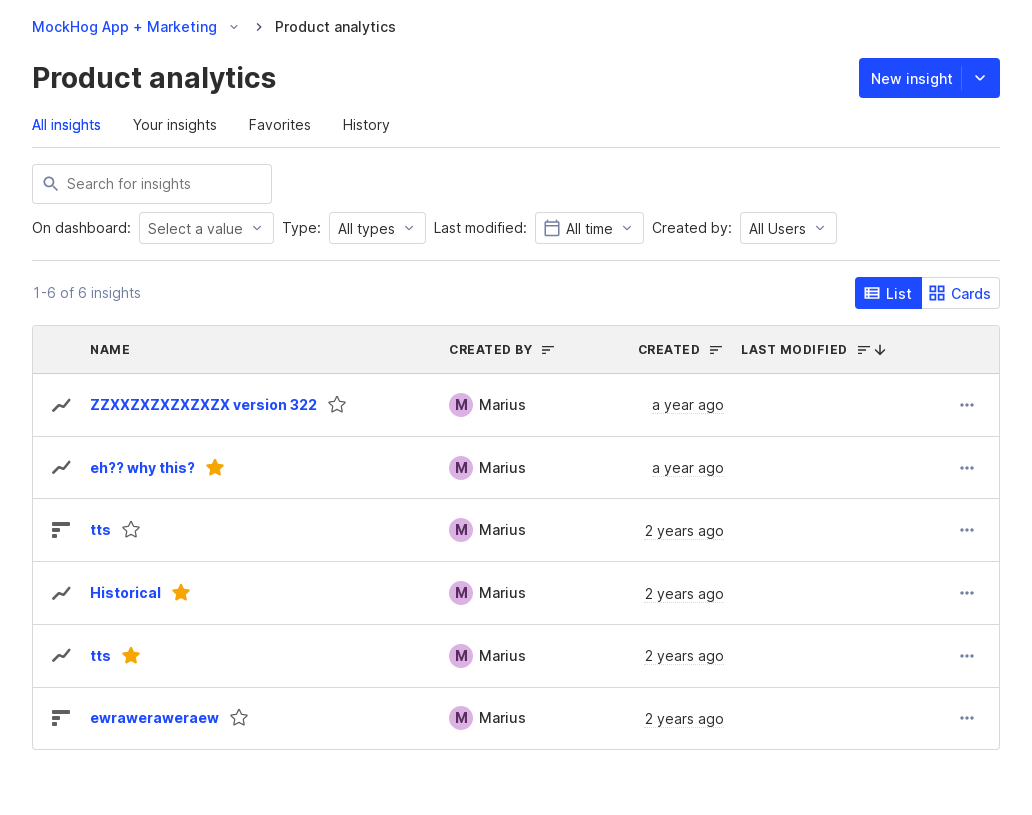 MockHog App + Marketing Product analytics
Product analytics
New insight
All insights Your insights Favorites History
Search for insights
On dashboard: Select a value Type: All types Last modified: All time Created by: All Users
1-6 of 6 insights
List Cards
NAME CREATED BY CREATED LAST MODIFIED
ZZXXZXZXZXZXZX version 322 M Marius a year ago
eh?? why this? M Marius a year ago
tts M Marius 2 years ago
Historical M Marius 2 years ago
tts M Marius 2 years ago
ewraweraweraew M Marius 2 years ago